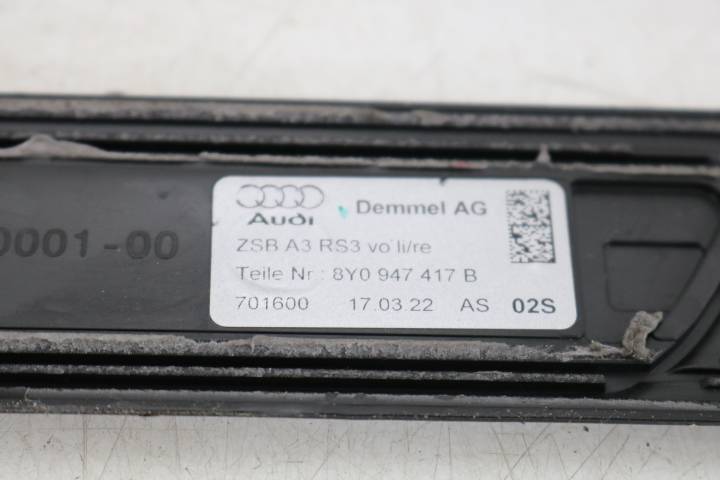 0001-00
Audi
Demmel AG
ZSB A3 RS3 vo li/re
Teile Nr.: 8Y0 947 417 B
701600 17.03.22 AS 02S